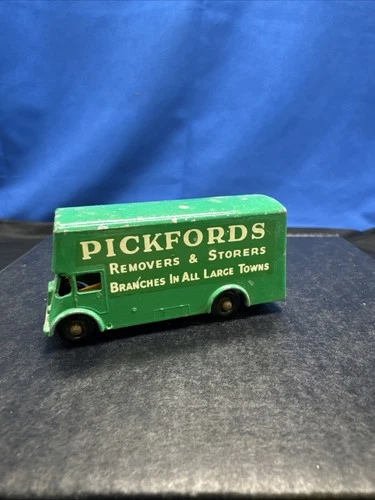 PICKFORDS
REMOVERS & STORERS
BRANCHES IN ALL LARGE TOWNS